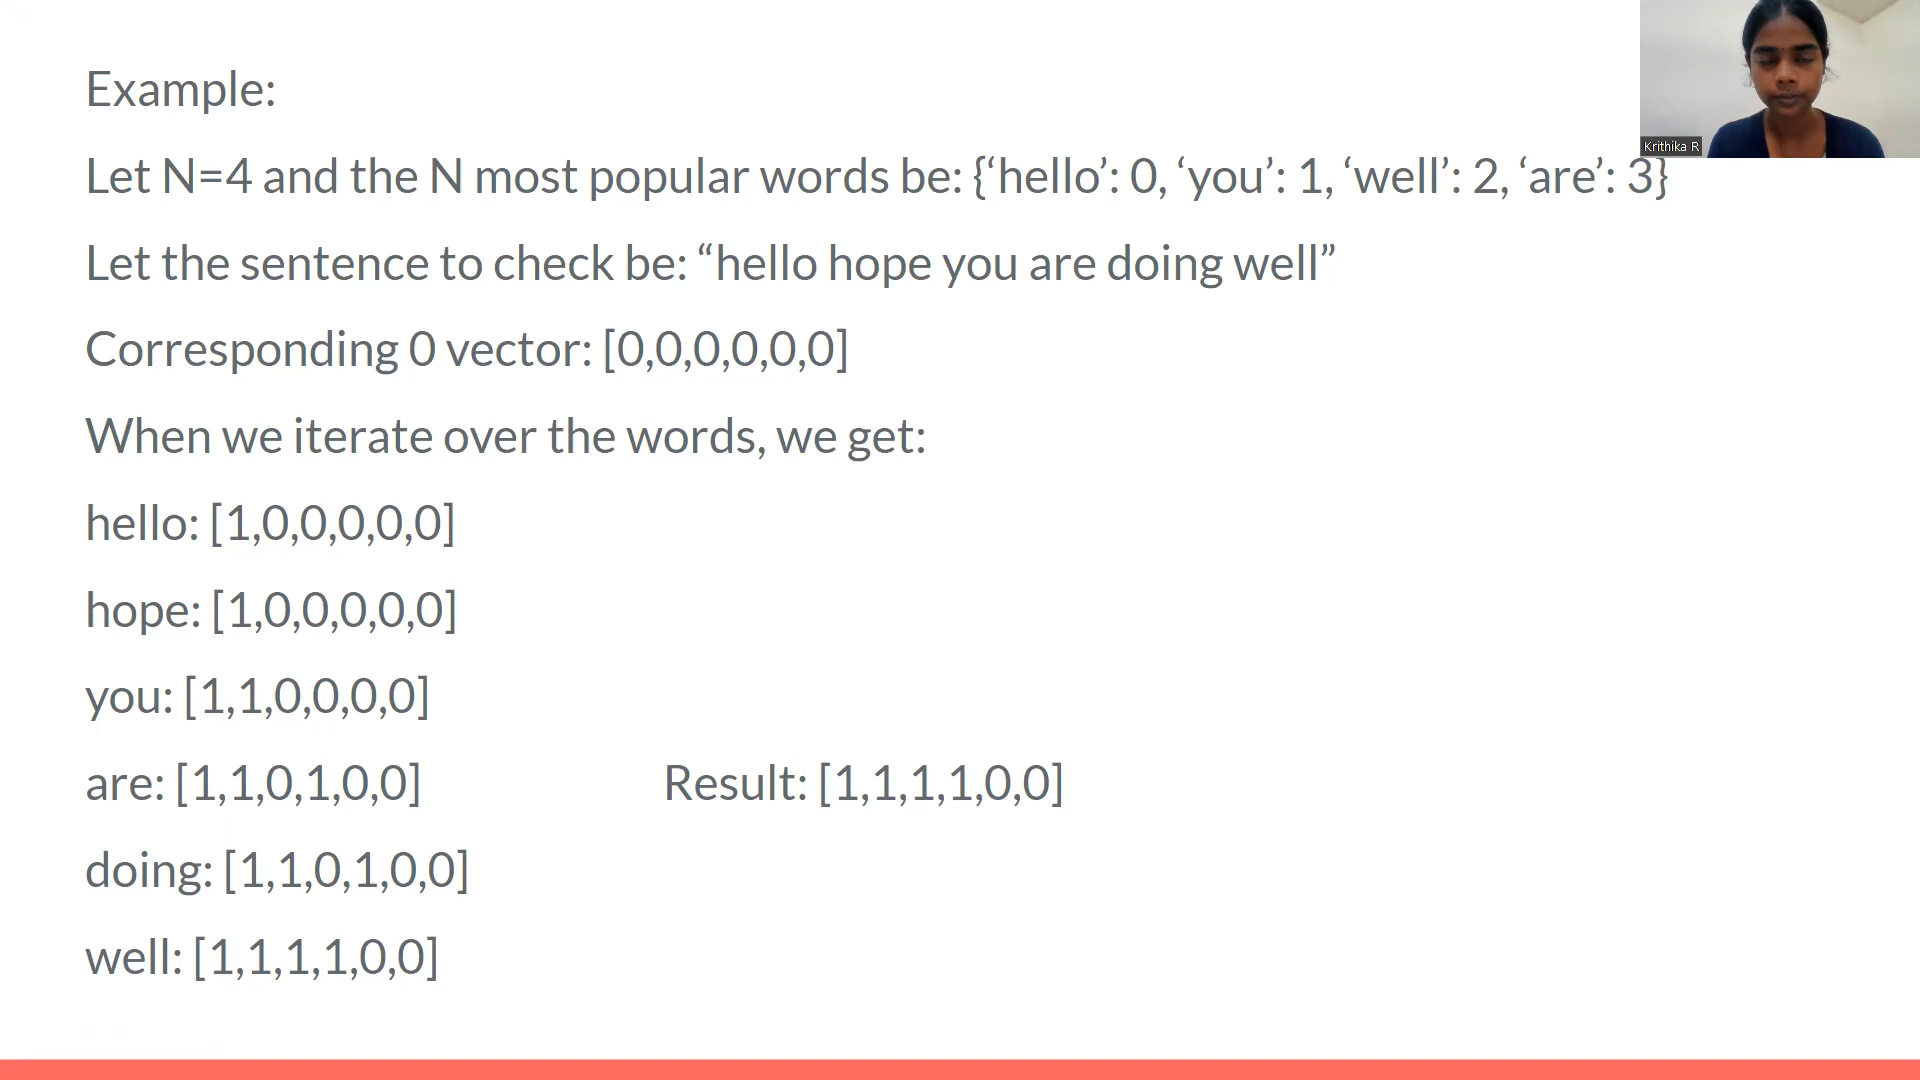 Example:
Krithika R
Let N=4 and the N most popular words be: {‘hello’: 0, ‘you’: 1, ‘well’: 2, ‘are’: 3}
Let the sentence to check be: “hello hope you are doing well”
Corresponding 0 vector: [0,0,0,0,0,0]
When we iterate over the words, we get:
hello: [1,0,0,0,0,0]
hope: [1,0,0,0,0,0]
you: [1,1,0,0,0,0]
are: [1,1,0,1,0,0]
Result: [1,1,1,1,0,0]
doing: [1,1,0,1,0,0]
well: [1,1,1,1,0,0]